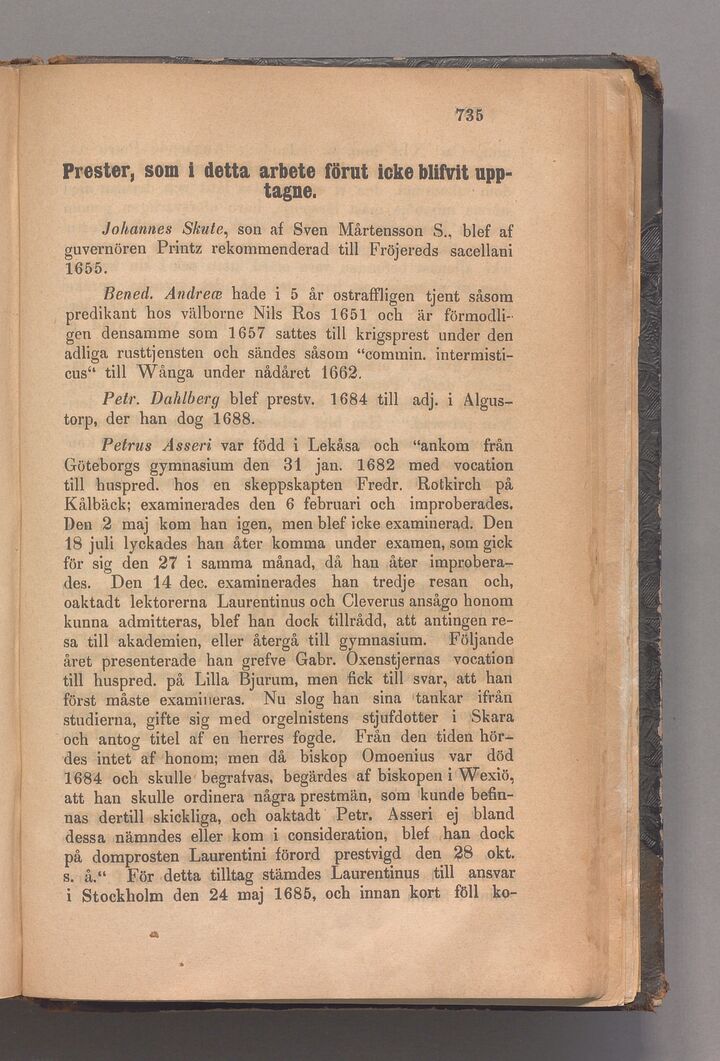 735
Prester, som i detta arbete förut icke blifvit upp-
tagne.
Johannes Skute, son af Sven Mårtensson S., blef af
guvernören Printz rekommenderad till Fröjereds sacellani
1655.
Bened. Andreæ hade i 5 år ostraffligen tjent såsom
predikant hos välborne Nils Ros 1651 och är förmodli-
gen densamme som 1657 sattes till krigsprest under den
adliga rusttjensten och sändes såsom “commin. intermisti-
cus“ till Wånga under nådåret 1662.
Petr. Dahlberg blef prestv. 1684 till adj. i Algus-
torp, der han dog 1688.
Petrus Asseri var född i Lekåsa och “ankom från
Göteborgs gymnasium den 31 jan. 1682 med vocation
till huspred. hos en skeppskapten Fredr. Rotkirch på
Kålbäck; examinerades den 6 februari och improberades.
Den 2 maj kom han igen, men blef icke examinerad. Den
18 juli lyckades han åter komma under examen, som gick
för sig den 27 i samma månad, då han åter improbera-
des. Den 14 dec. examinerades han tredje resan och,
oaktadt lektorerna Laurentinus och Cleverus ansågo honom
kunna admitteras, blef han dock tillrådd, att antingen re-
sa till akademien, eller återgå till gymnasium. Följande
året presenterade han grefve Gabr. Oxenstjernas vocation
till huspred. på Lilla Bjurum, men fick till svar, att han
först måste examineras. Nu slog han sina tankar ifrån
studierna, gifte sig med orgelnistens stjufdotter i Skara
och antog titel af en herres fogde. Från den tiden hör-
des intet af honom; men då biskop Omoenius var död
1684 och skulle begrafvas, begärdes af biskopen i Wexiö,
att han skulle ordinera några prestmän, som kunde befin-
nas dertill skickliga, och oaktadt Petr. Asseri ej bland
dessa nämndes eller kom i consideration, blef han dock
på domprosten Laurentini förord prestvigd den 28 okt.
s. å.“ För detta tilltag stämdes Laurentinus till ansvar
i Stockholm den 24 maj 1685, och innan kort föll ko-